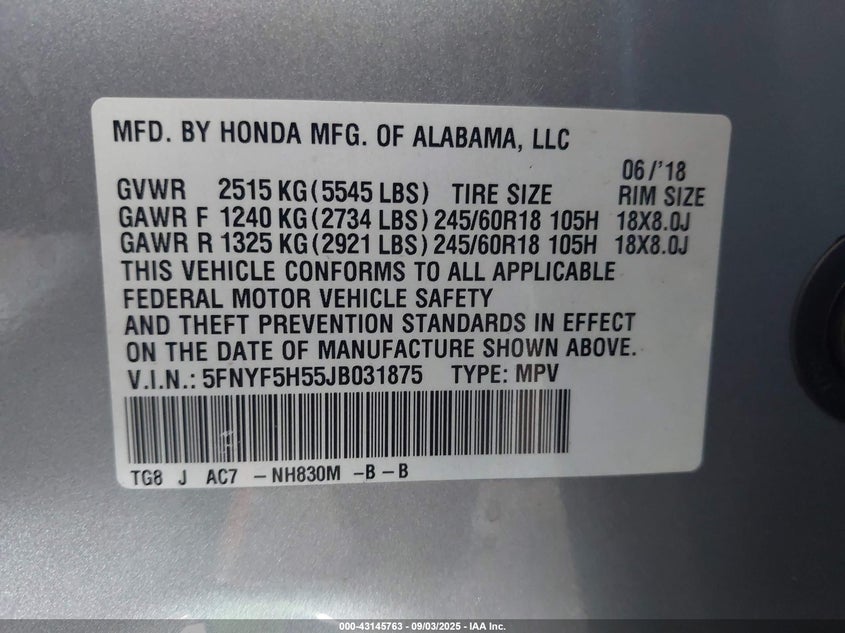 MFD. BY HONDA MFG. OF ALABAMA, LLC
06/'18
GVWR 2515 KG (5545 LBS) TIRE SIZE RIM SIZE
GAWR F 1240 KG (2734 LBS) 245/60R18 105H 18X8.0J
GAWR R 1325 KG (2921 LBS) 245/60R18 105H 18X8.0J
THIS VEHICLE CONFORMS TO ALL APPLICABLE
FEDERAL MOTOR VEHICLE SAFETY
AND THEFT PREVENTION STANDARDS IN EFFECT
ON THE DATE OF MANUFACTURE SHOWN ABOVE.
V.I.N.: 5FNYF5H55JB031875 TYPE: MPV
TG8 J AC7 -NH830M -B-B
000-43145763 - 09/03/2025 - IAA Inc.